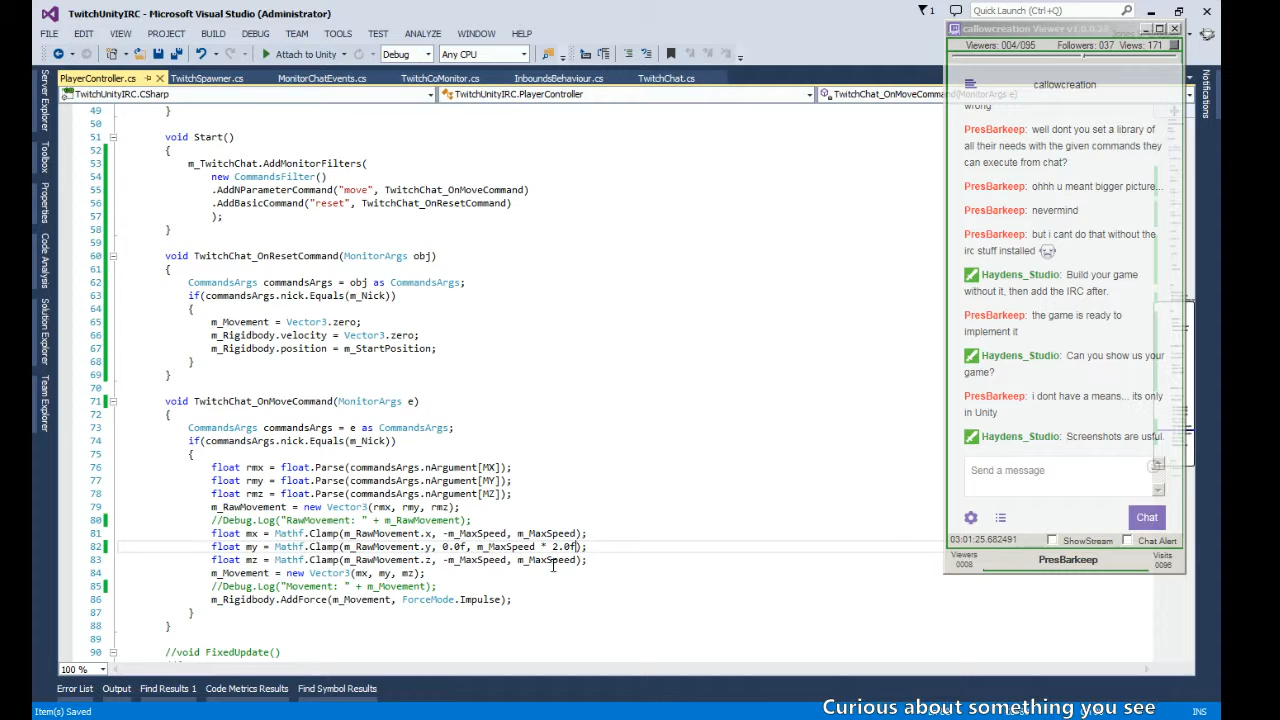 TwitchUnityIRC - Microsoft Visual Studio (Administrator)
1
Quick Launch (Ctrl+Q)
FILE EDIT VIEW PROJECT BUILD DEBUG TEAM TOOLS TEST ANALYZE WINDOW HELP
Attach to Unity Debug Any CPU
PlayerController.cs TwitchSpawner.cs MonitorChatEvents.cs TwitchCoMonitor.cs InboundsBehaviour.cs TwitchChat.cs
TwitchUnityIRC.CSharp TwitchUnityIRC.PlayerController TwitchChat_OnMoveCommand(MonitorArgs e)
Server Explorer
Toolbox
Properties
Code Analysis
Solution Explorer
Team Explorer
Notifications
49 }
50
51 void Start()
52 {
53 m_TwitchChat.AddMonitorFilters(
54 new CommandsFilter()
55 .AddNParameterCommand("move", TwitchChat_OnMoveCommand)
56 .AddBasicCommand("reset", TwitchChat_OnResetCommand)
57 );
58 }
59
60 void TwitchChat_OnResetCommand(MonitorArgs obj)
61 {
62 CommandsArgs commandsArgs = obj as CommandsArgs;
63 if(commandsArgs.nick.Equals(m_Nick))
64 {
65 m_Movement = Vector3.zero;
66 m_Rigidbody.velocity = Vector3.zero;
67 m_Rigidbody.position = m_StartPosition;
68 }
69 }
70
71 void TwitchChat_OnMoveCommand(MonitorArgs e)
72 {
73 CommandsArgs commandsArgs = e as CommandsArgs;
74 if(commandsArgs.nick.Equals(m_Nick))
75 {
76 float rmx = float.Parse(commandsArgs.nArgument[MX]);
77 float rmy = float.Parse(commandsArgs.nArgument[MY]);
78 float rmz = float.Parse(commandsArgs.nArgument[MZ]);
79 m_RawMovement = new Vector3(rmx, rmy, rmz);
80 //Debug.Log("RawMovement: " + m_RawMovement);
81 float mx = Mathf.Clamp(m_RawMovement.x, -m_MaxSpeed, m_MaxSpeed);
82 float my = Mathf.Clamp(m_RawMovement.y, 0.0f, m_MaxSpeed * 2.0f);
83 float mz = Mathf.Clamp(m_RawMovement.z, -m_MaxSpeed, m_MaxSpeed);
84 m_Movement = new Vector3(mx, my, mz);
85 //Debug.Log("Movement: " + m_Movement);
86 m_Rigidbody.AddForce(m_Movement, ForceMode.Impulse);
87 }
88 }
89
90 //void FixedUpdate()
100 %
Error List Output Find Results 1 Code Metrics Results Find Symbol Results
Item(s) Saved
INS
callowcreation Viewer v1.0.0.28
Viewers: 004/095 Followers: 037 Views: 171
callowcreation
wrong
PresBarkeep: well dont you set a library of
all their needs with the given commands they
can execute from chat?
PresBarkeep: ohhh u meant bigger picture...
PresBarkeep: nevermind
PresBarkeep: but i cant do that without the
irc stuff installed
Haydens_Studio: Build your game
without it, then add the IRC after.
PresBarkeep: the game is ready to
implement it
Haydens_Studio: Can you show us your
game?
PresBarkeep: i dont have a means... its only
in Unity
Haydens_Studio: Screenshots are usful.
Send a message
Chat
03:01:25.682491 ShowStream Chat Alert
Viewers Visits
0008 PresBarkeep 0096
Curious about something you see